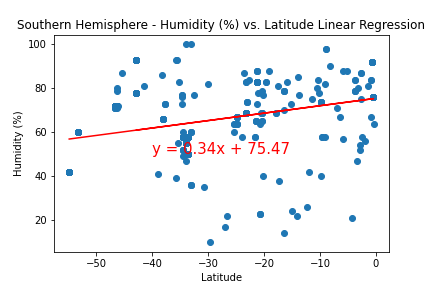 Southern Hemisphere - Humidity (%) vs. Latitude Linear Regression
100
80
60
40
20
Humidity (%)
y = 0.34x + 75.47
−50
−40
−30
−20
−10
0
Latitude